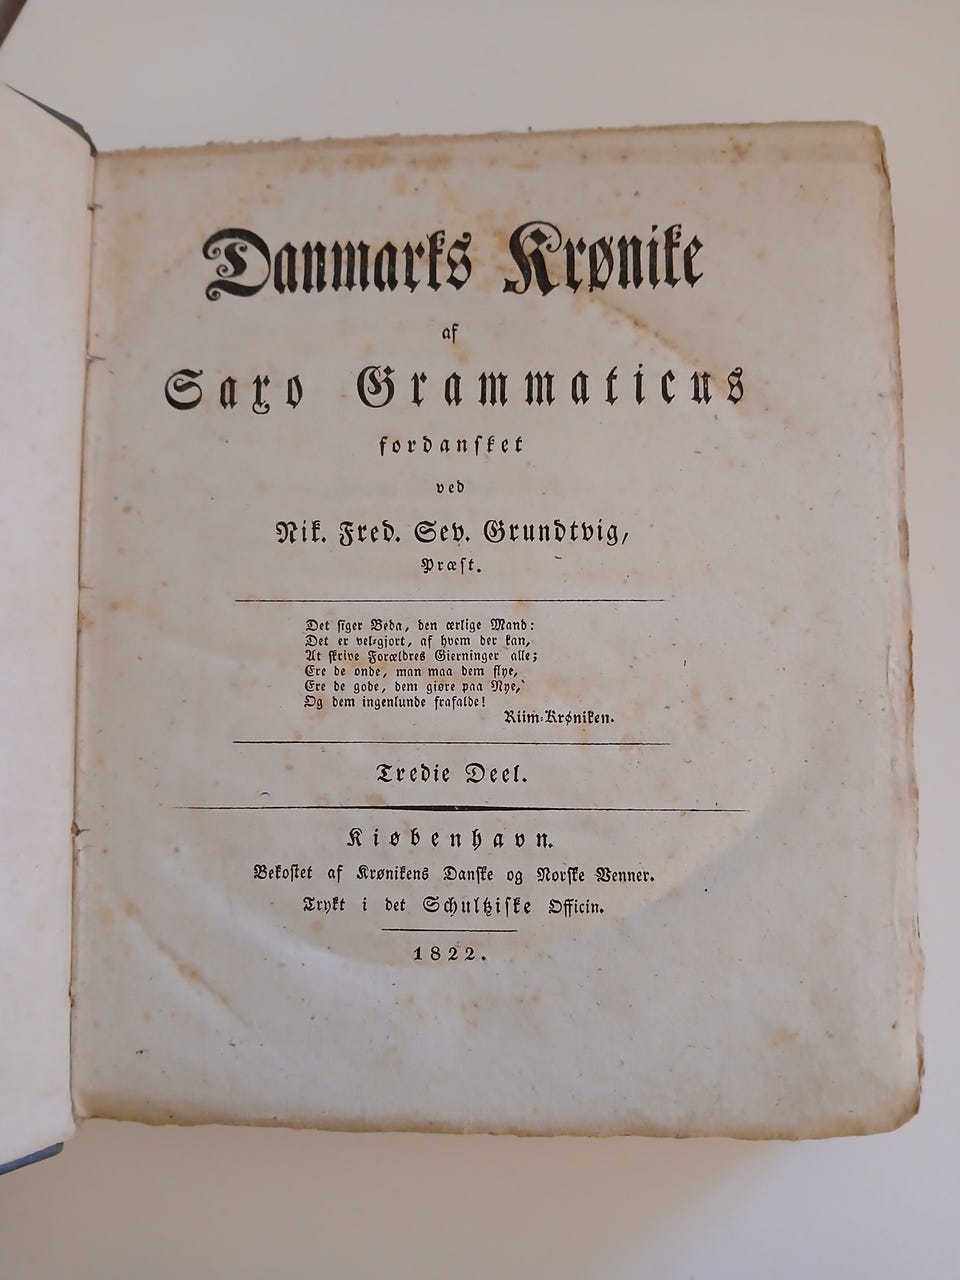 Danmarks Krønike
af
Saxo Grammaticus
fordansket
ved
Nik. Fred. Sev. Grundtvig,
Præst.
Det siger Beda, den ærlige Mand:
Det er vel-gjort, af hvem der kan,
At skrive Forældres Gierninger alle;
Ere de onde, man maa dem flye,
Ere de gode, dem giøre paa Nye,
Og dem ingenlunde frafalde!
Riim-Krøniken.
Tredie Deel.
Kiøbenhavn.
Bekostet af Krønikens Danske og Norske Venner.
Trykt i det Schultziske Officin.
1822.